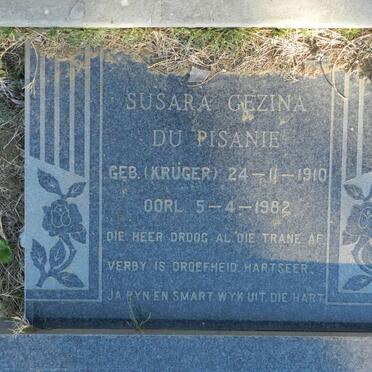 SUSARA GEZINA
DU PISANIE
GEB. (KRÜGER) 24-11-1910
OORL. 5-4-1982
DIE HEER DROOG AL DIE TRANE AF
VERBY IS DROEFHEID, HARTSEER.
JA PYN EN SMART WYK UIT DIE HART